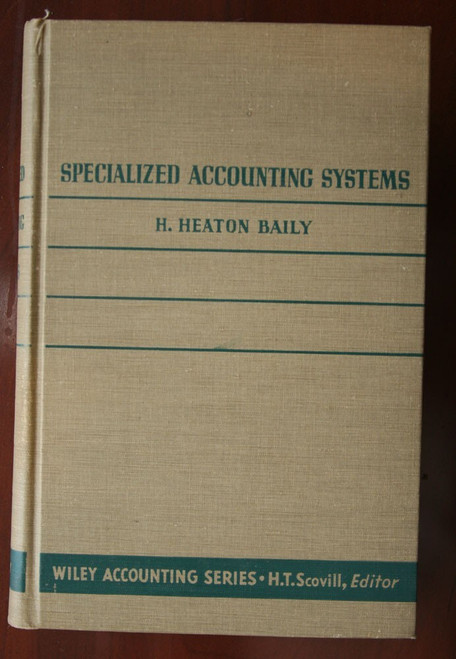 SPECIALIZED ACCOUNTING SYSTEMS
H. HEATON BAILY
WILEY ACCOUNTING SERIES • H.T. Scovill, Editor